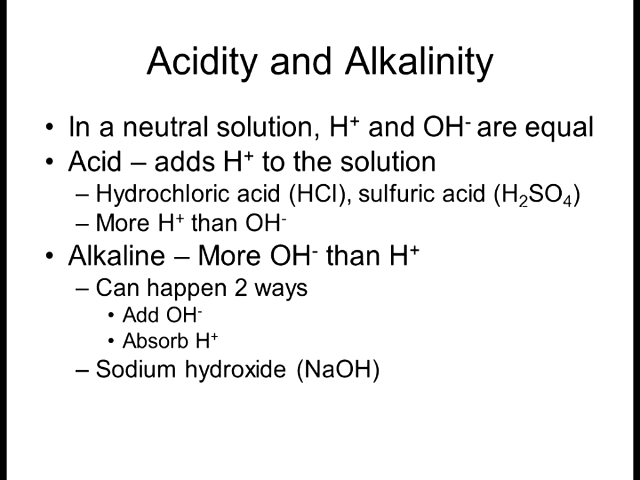 Acidity and Alkalinity
• In a neutral solution, H⁺ and OH⁻ are equal
• Acid – adds H⁺ to the solution
– Hydrochloric acid (HCl), sulfuric acid (H₂SO₄)
– More H⁺ than OH⁻
• Alkaline – More OH⁻ than H⁺
– Can happen 2 ways
• Add OH⁻
• Absorb H⁺
– Sodium hydroxide (NaOH)